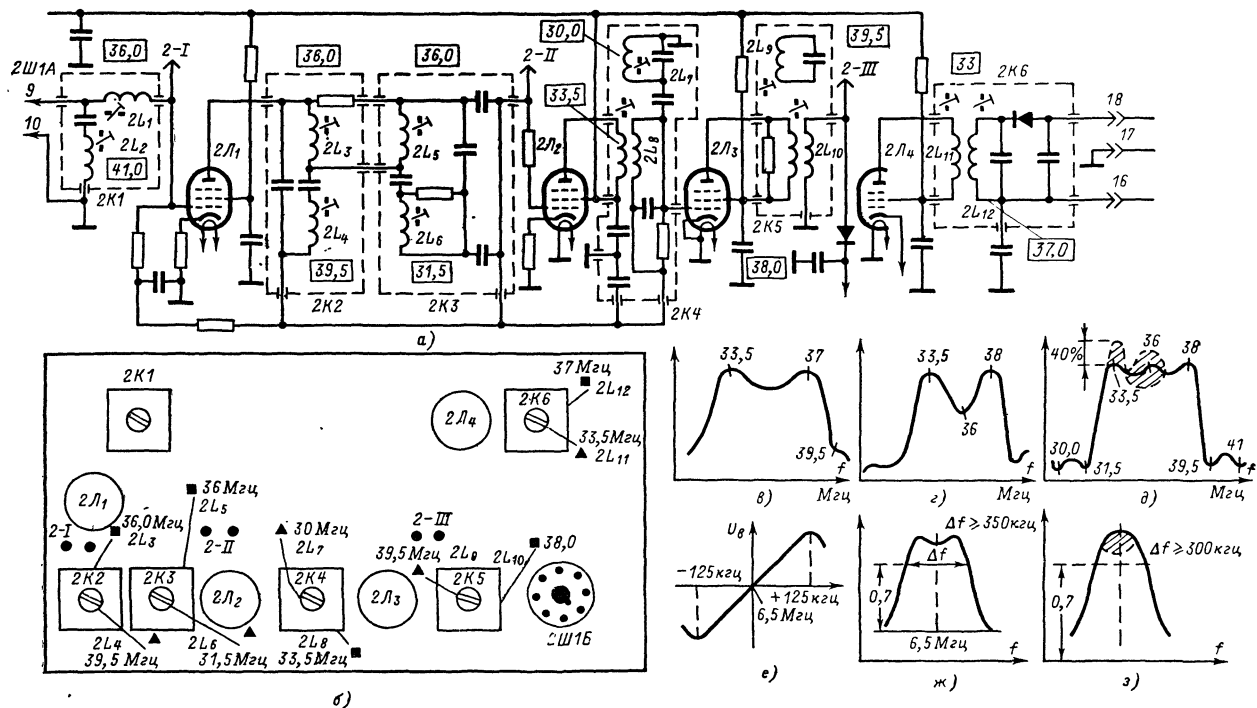 36,0
2-I
36,0
36,0
2-II
30,0
39,5
2-III
33
2К6
2Ш1А
9
10
2L1
2L2
41,0
2К1
2Л1
2L3
2L4
39,5
2К2
2L5
2L6
31,5
2К3
2Л2
33,5
2L7
2L8
2К4
2Л3
2L9
2L10
2К5
38,0
2Л4
2L11
2L12
37,0
18
17
16
а)
2К1
2Л4
2К6
37 Мгц
2L12
33,5 Мгц
2L11
2Л1
2-I
36,0 Мгц
2L3
36 Мгц
2L5
2-II
30 Мгц
2L7
2-III
39,5 Мгц
2L9
2L10
38,0
2К2
2К3
2Л2
2К4
2Л3
2К5
2L4
39,5 Мгц
2L6
31,5 Мгц
2L8
33,5 Мгц
2Ш1Б
б)
33,5
37
39,5
f
Мгц
в)
33,5
38
36
f
Мгц
г)
40%
36
38
33,5
30,0
31,5
39,5
41
f
Мгц
д)
Uв
-125 кгц
+125 кгц
6,5 Мгц
е)
Δf ≥ 350 кгц
Δf
0,7
6,5 Мгц
f
ж)
Δf ≥ 300 кгц
0,7
f
з)